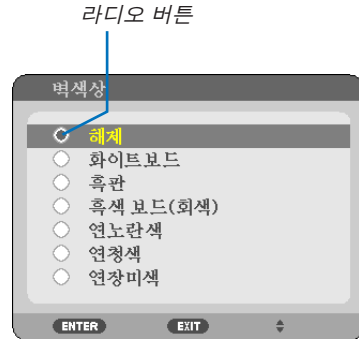 라디오 버튼
벽색상
해제
화이트보드
흑판
흑색 보드(회색)
연노란색
연청색
연장미색
ENTER EXIT